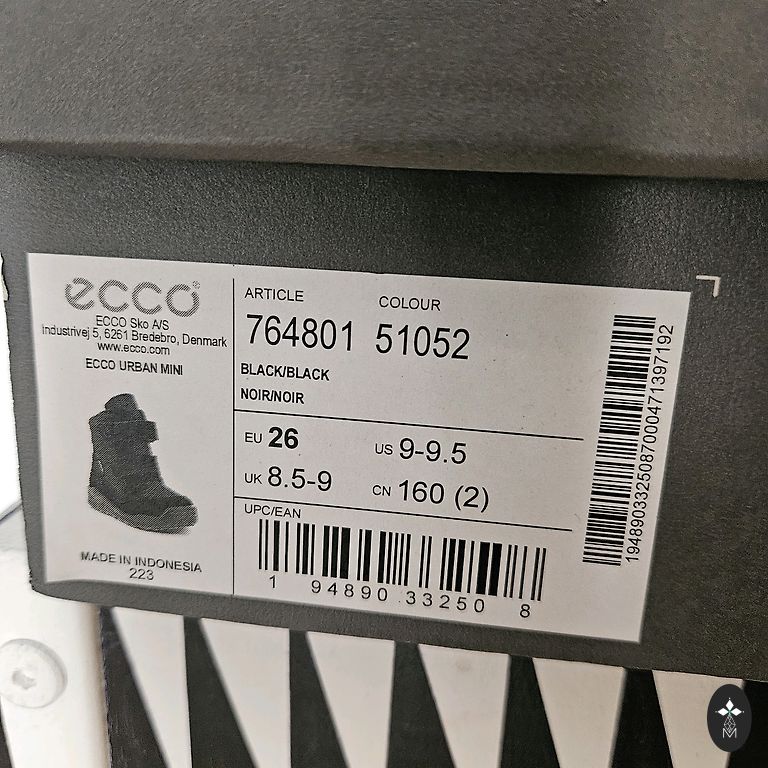 ecco®
ECCO Sko A/S
Industrivej 5, 6261 Bredebro, Denmark
www.ecco.com
ECCO URBAN MINI
MADE IN INDONESIA
223
ARTICLE COLOUR
764801 51052
BLACK/BLACK
NOIR/NOIR
EU 26 US 9-9.5
UK 8.5-9 CN 160 (2)
UPC/EAN
1 94890 33250 8
1948903325087000471397192
M